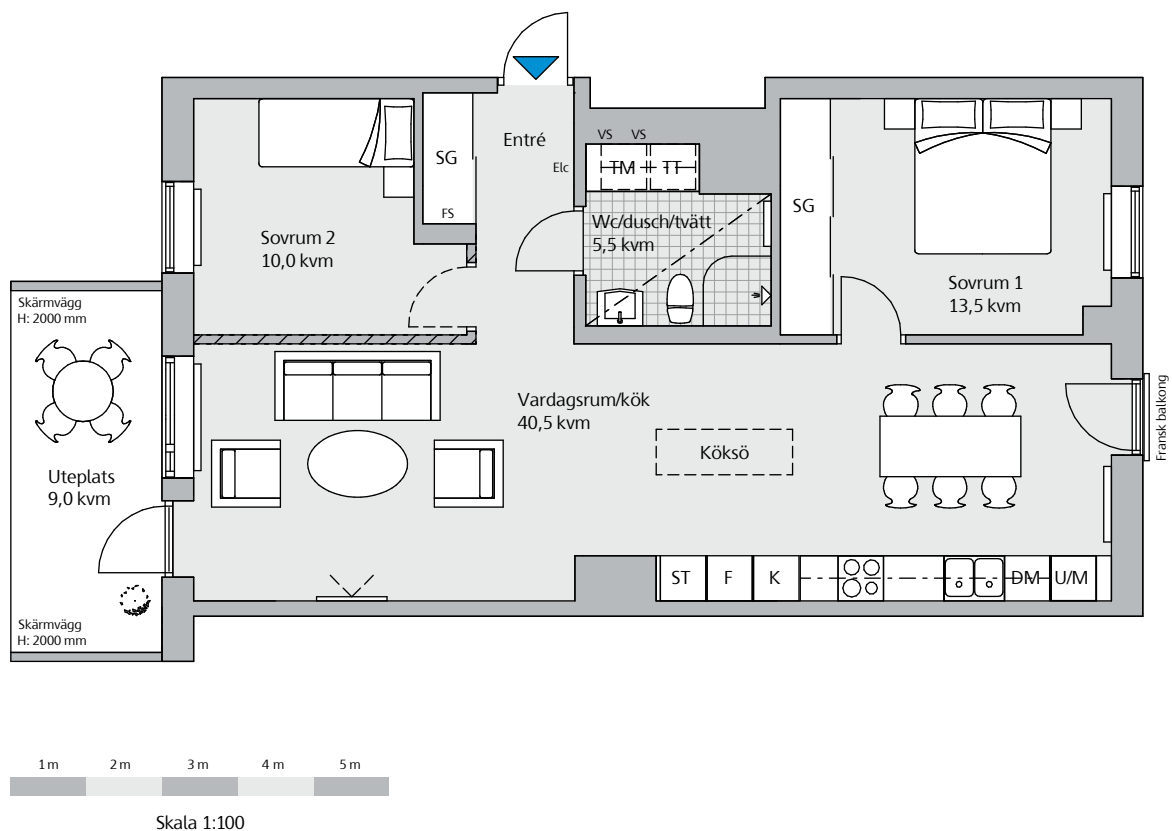 Entré
VS VS
Elc
TM TT
SG
FS
SG
Wc/dusch/tvätt
5,5 kvm
Sovrum 2
10,0 kvm
Sovrum 1
13,5 kvm
Skärmvägg
H: 2000 mm
Vardagsrum/kök
40,5 kvm
Köksö
Fransk balkong
Uteplats
9,0 kvm
ST F K DM U/M
Skärmvägg
H: 2000 mm
1 m 2 m 3 m 4 m 5 m
Skala 1:100